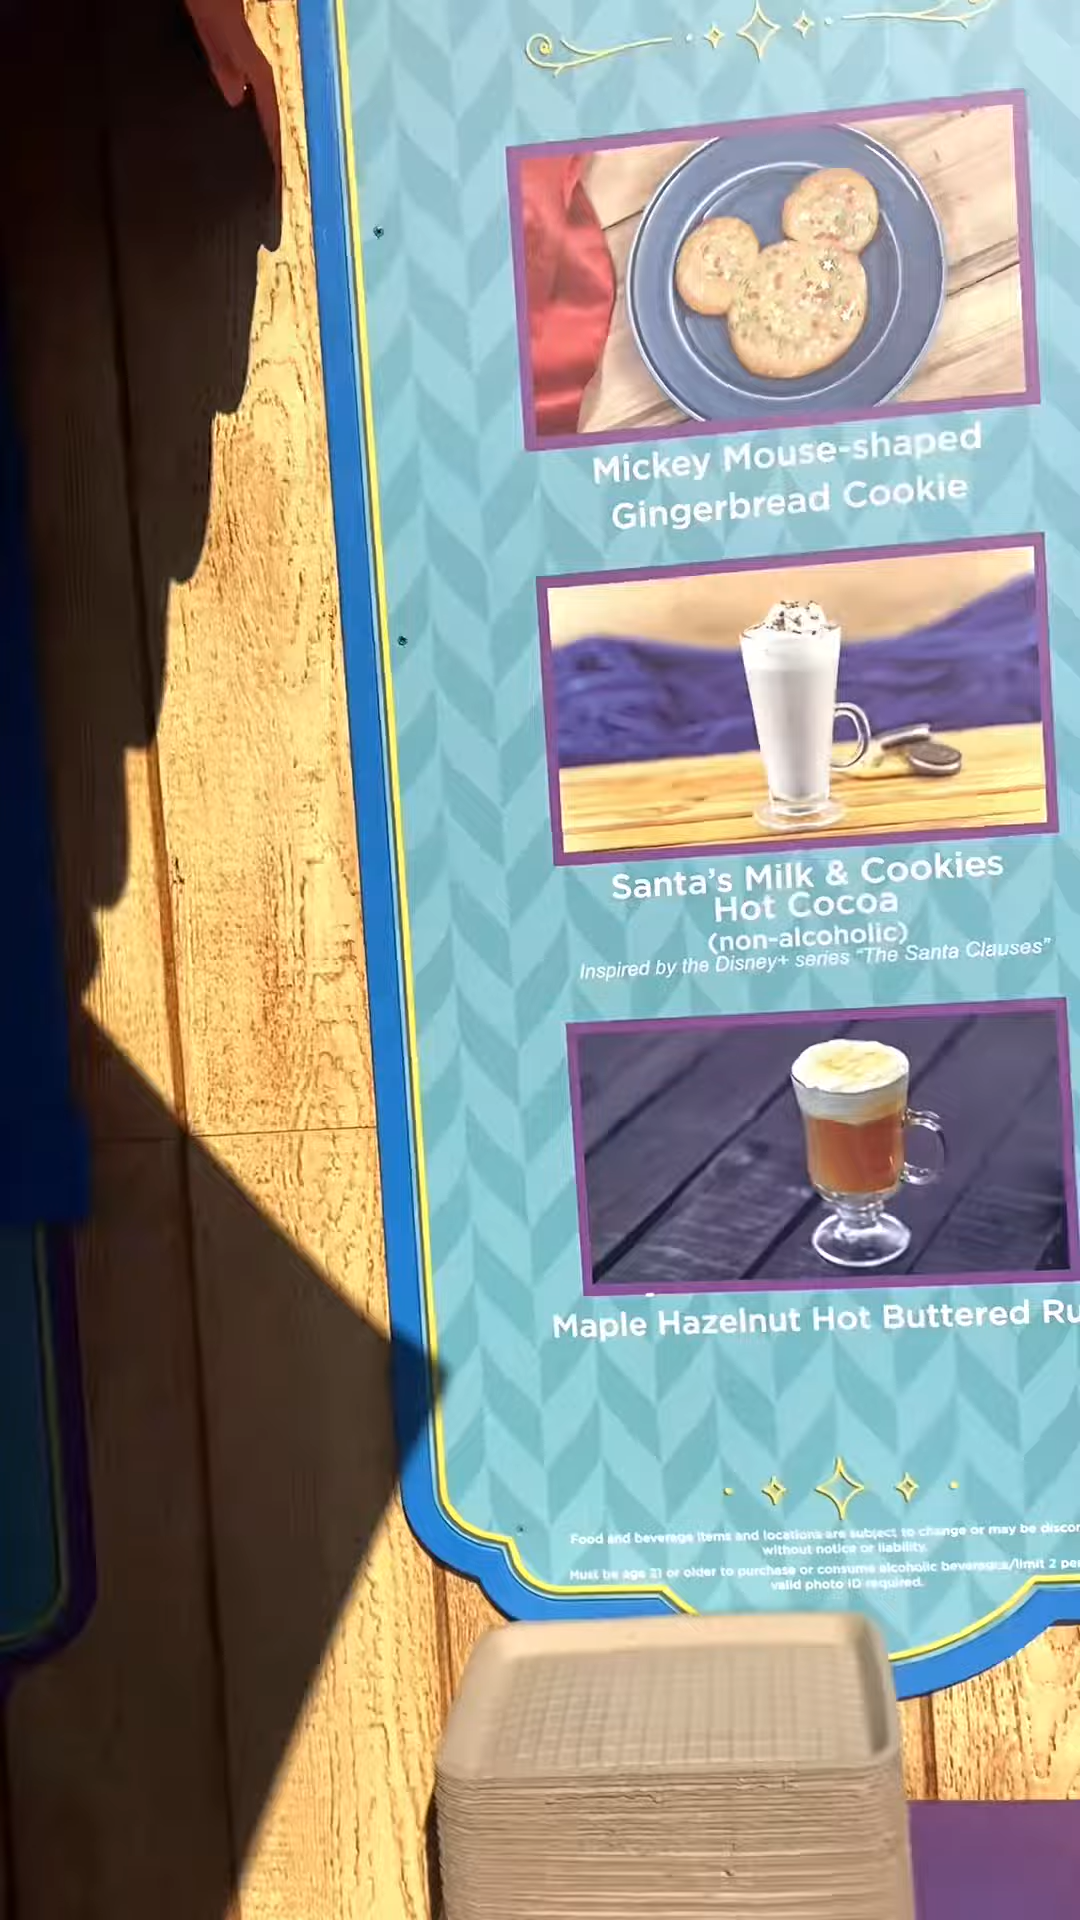 Mickey Mouse-shaped
Gingerbread Cookie
Santa's Milk & Cookies
Hot Cocoa
(non-alcoholic)
Inspired by the Disney+ series "The Santa Clauses"
Maple Hazelnut Hot Buttered Ru
Food and beverage items and locations are subject to change or may be discon
without notice or liability.
Must be age 21 or older to purchase or consume alcoholic beverages/limit 2 per
valid photo ID required.